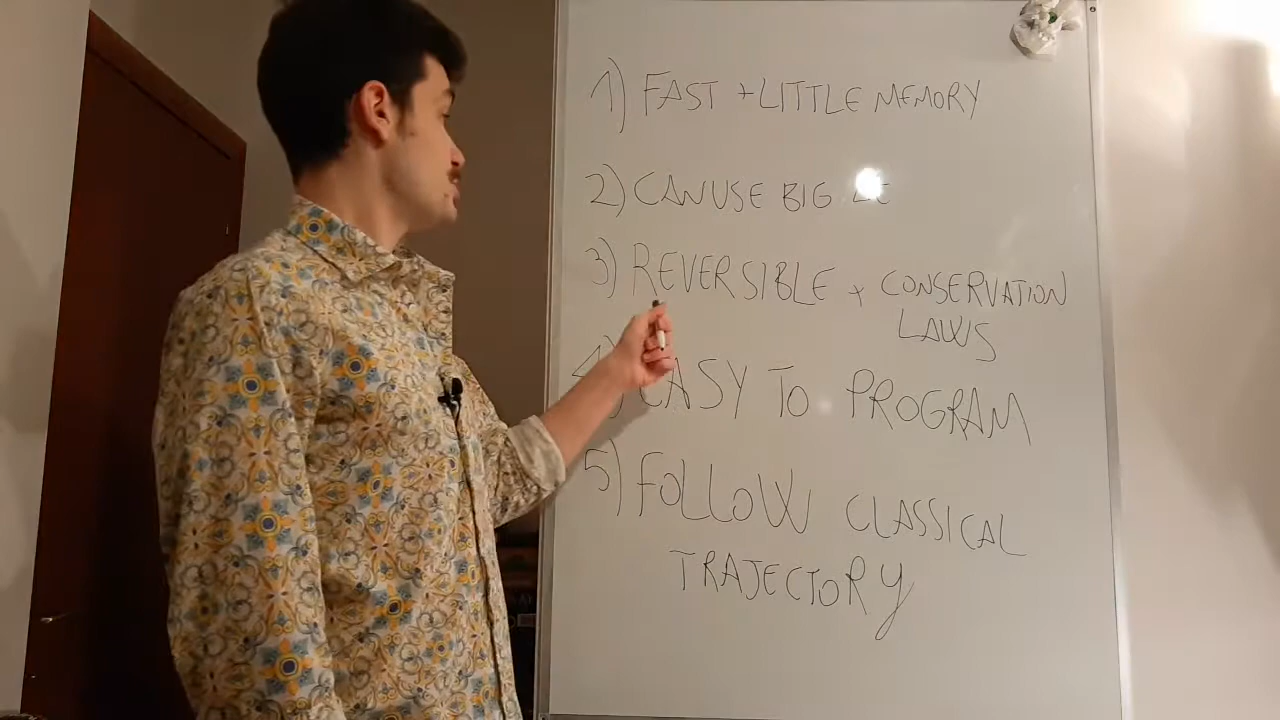 1) FAST + LITTLE MEMORY
2) CAN USE BIG
3) REVERSIBLE + CONSERVATION
LAWS
4) EASY TO PROGRAM
5) FOLLOW CLASSICAL
TRAJECTORY